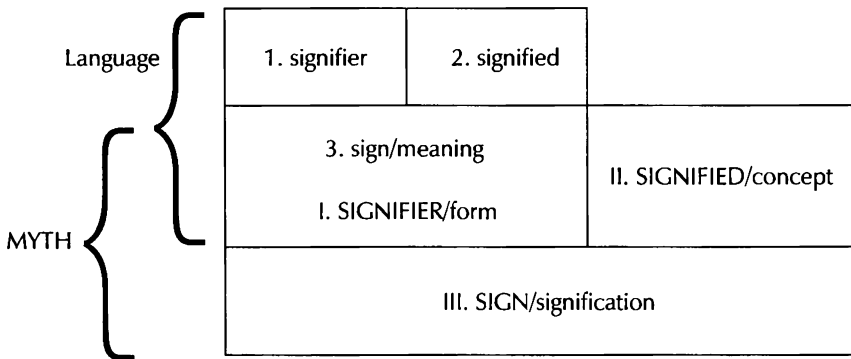 Language
1. signifier
2. signified
3. sign/meaning
I. SIGNIFIER/form
II. SIGNIFIED/concept
MYTH
III. SIGN/signification